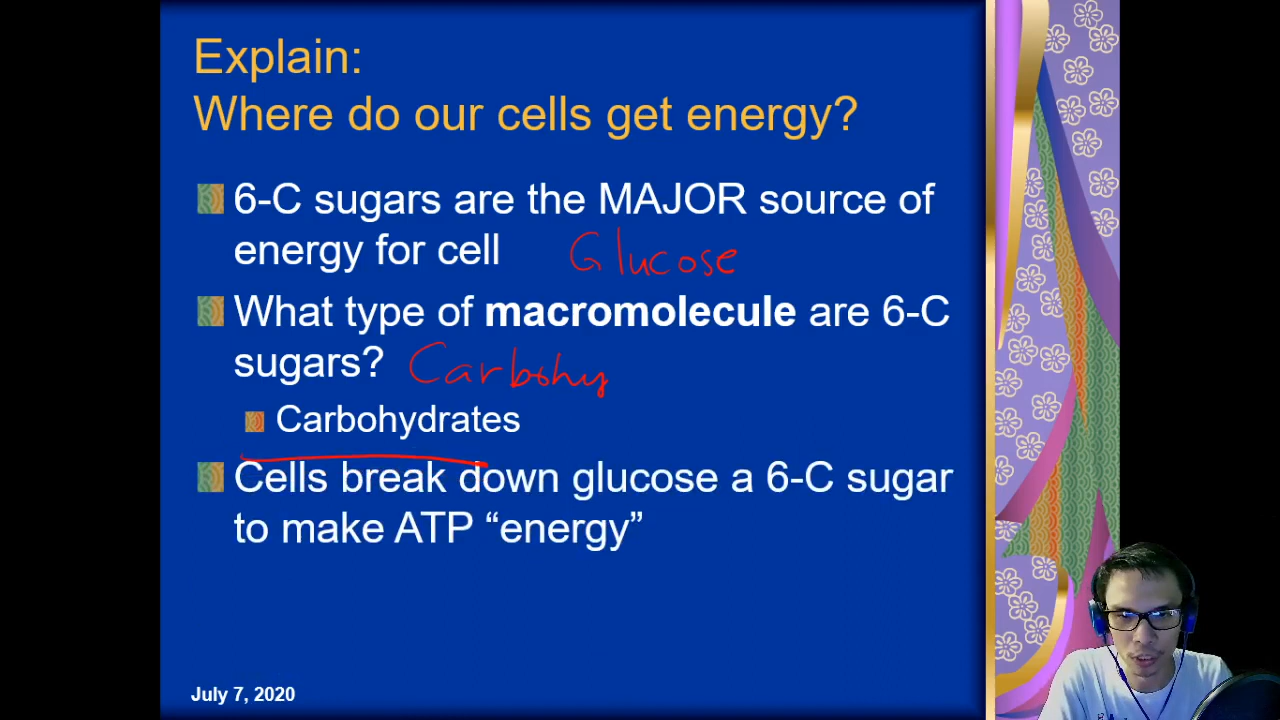 Explain:
Where do our cells get energy?
6-C sugars are the MAJOR source of
energy for cell Glucose
What type of macromolecule are 6-C
sugars? Carbohy
Carbohydrates
Cells break down glucose a 6-C sugar
to make ATP “energy”
July 7, 2020